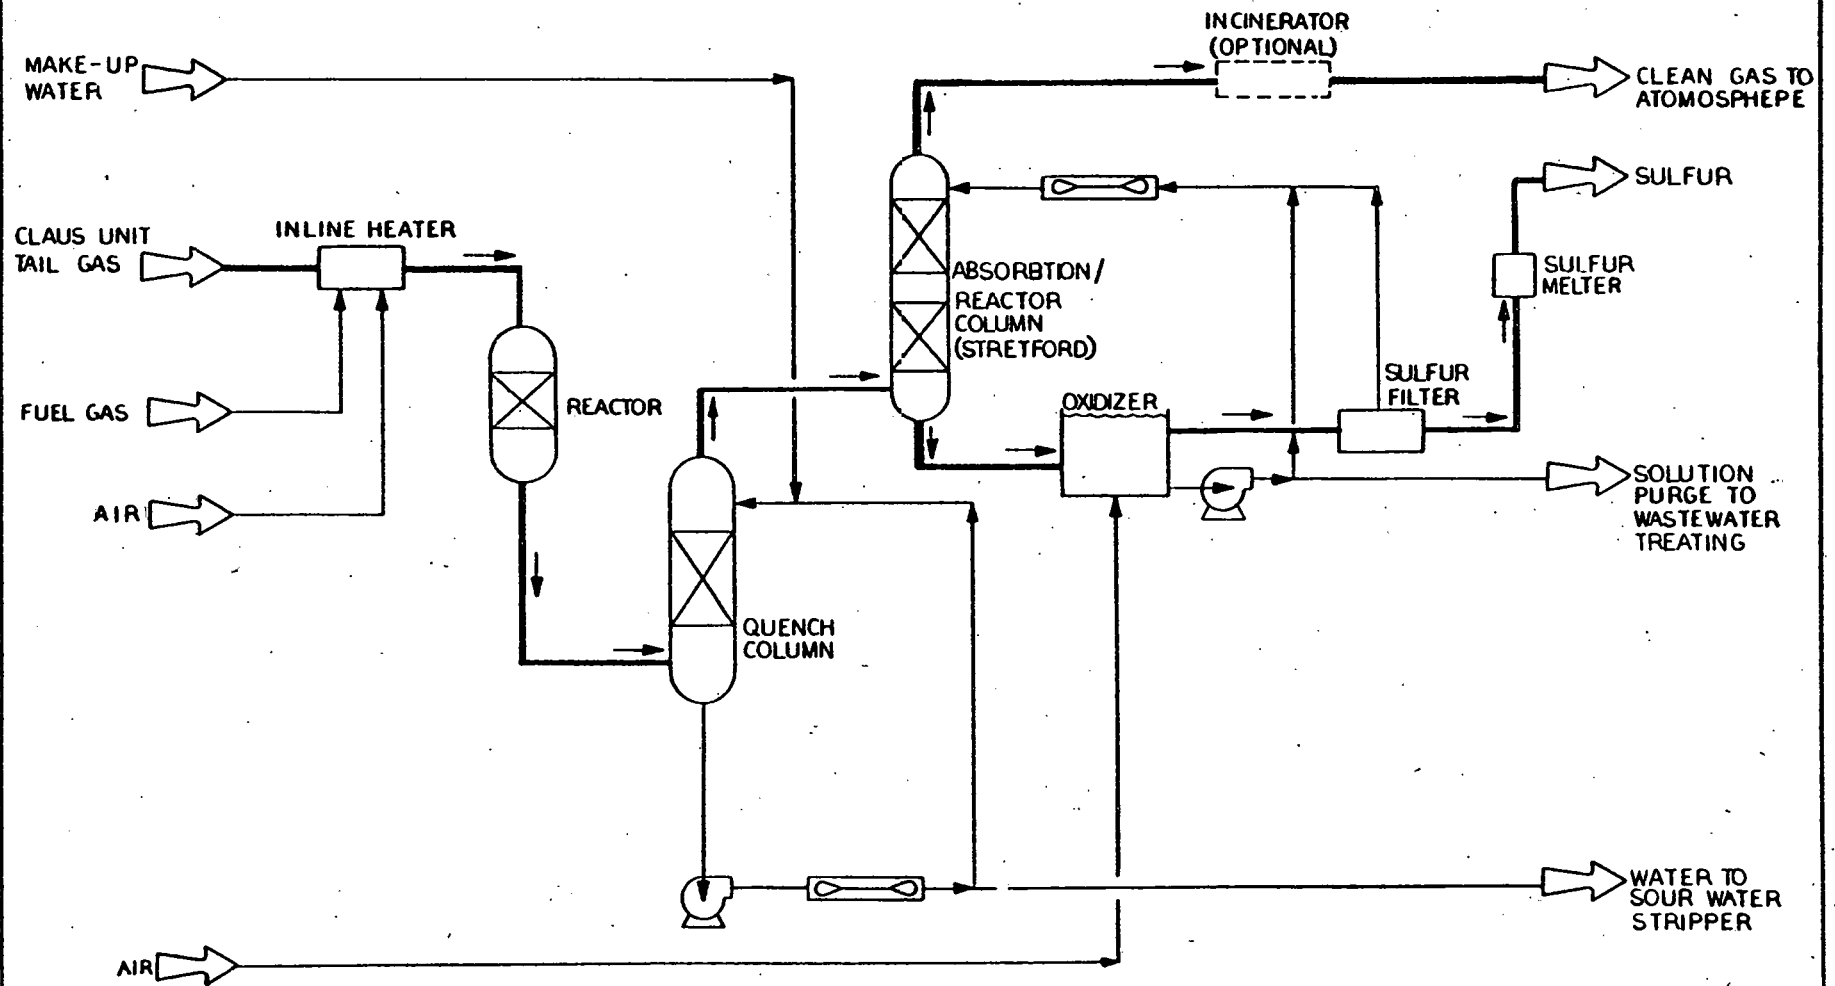 INCINERATOR
(OPTIONAL)
MAKE-UP
WATER
CLEAN GAS TO
ATOMOSPHEPE
SULFUR
CLAUS UNIT
TAIL GAS
INLINE HEATER
ABSORBTION/
REACTOR
COLUMN
(STRETFORD)
SULFUR
MELTER
FUEL GAS
REACTOR
OXIDIZER
SULFUR
FILTER
AIR
SOLUTION
PURGE TO
WASTEWATER
TREATING
QUENCH
COLUMN
WATER TO
SOUR WATER
STRIPPER
AIR